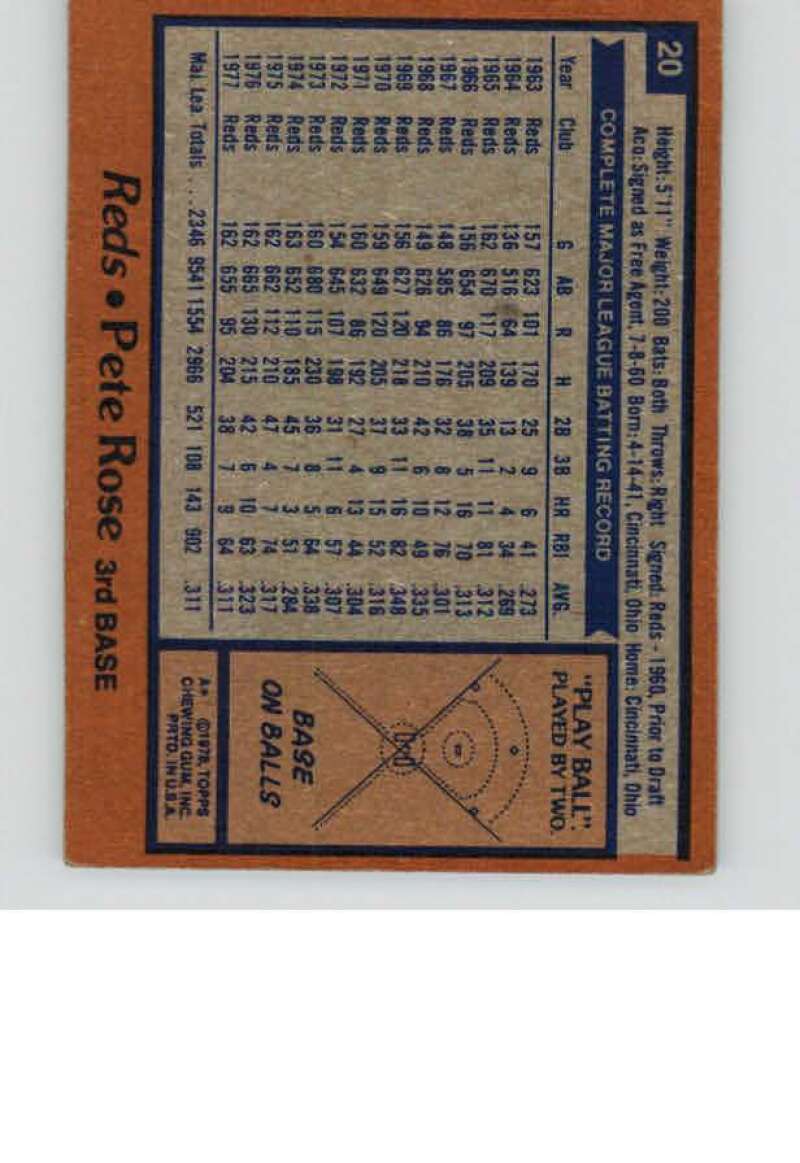 20
Height: 5'11" Weight: 200 Bats: Both Throws: Right Signed: Reds - 1960, Prior to Draft
Acq: Signed as Free Agent, 7-8-60 Born: 4-14-41, Cincinnati, Ohio Home: Cincinnati, Ohio
COMPLETE MAJOR LEAGUE BATTING RECORD
Year Club G AB R H 2B 3B HR RBI AVG.
1963 Reds 157 623 101 170 25 9 6 41 .273
1964 Reds 136 516 64 139 13 2 4 34 .269
1965 Reds 162 670 117 209 35 11 11 81 .312
1966 Reds 156 654 97 205 38 5 16 70 .313
1967 Reds 148 585 86 176 32 8 12 76 .301
1968 Reds 149 626 94 210 42 6 10 49 .335
1969 Reds 156 627 120 218 33 11 16 82 .348
1970 Reds 159 649 120 205 37 9 15 52 .316
1971 Reds 160 632 86 192 27 4 13 44 .304
1972 Reds 154 645 107 198 31 11 6 57 .307
1973 Reds 160 680 115 230 36 8 5 64 .338
1974 Reds 163 652 110 185 45 7 3 51 .284
1975 Reds 162 662 112 210 47 4 7 74 .317
1976 Reds 162 665 130 215 42 6 10 63 .323
1977 Reds 162 655 95 204 38 7 9 64 .311
Maj. Lea. Totals . . . 2346 9541 1554 2966 521 108 143 902 .311
"PLAY BALL".
PLAYED BY TWO.
BASE
ON BALLS
A* ©1978, TOPPS
CHEWING GUM, INC.
PRTD. IN U.S.A.
Reds • Pete Rose 3rd BASE